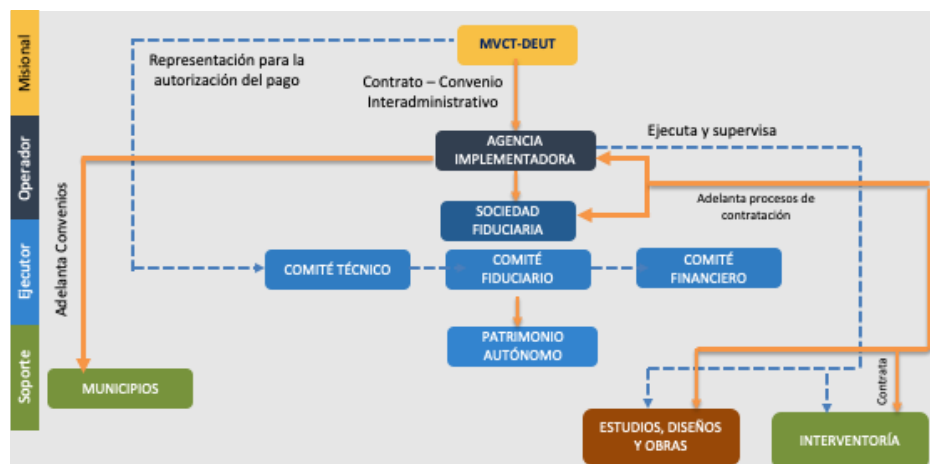 Misional
MVCT-DEUT
Representación para la
autorización del pago
Contrato – Convenio
Interadministrativo
Operador
AGENCIA
IMPLEMENTADORA
Ejecuta y supervisa
Adelanta procesos de
contratación
SOCIEDAD
FIDUCIARIA
Adelanta Convenios
Ejecutor
COMITÉ TÉCNICO
COMITÉ
FIDUCIARIO
COMITÉ
FINANCIERO
PATRIMONIO
AUTÓNOMO
Soporte
MUNICIPIOS
Contrata
ESTUDIOS, DISEÑOS
Y OBRAS
INTERVENTORÍA